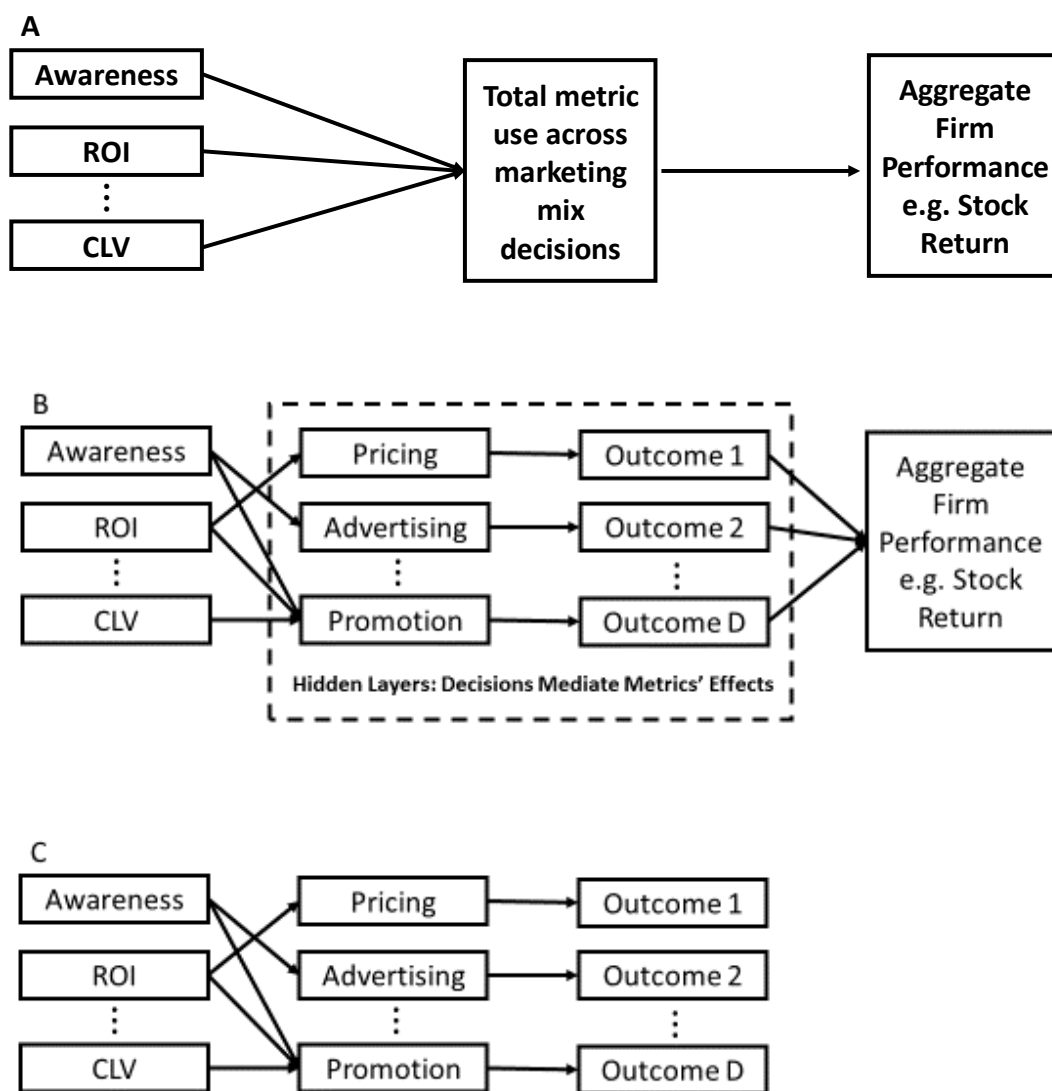 A
Awareness
ROI
⋮
CLV
Total metric
use across
marketing
mix
decisions
Aggregate
Firm
Performance
e.g. Stock
Return
B
Awareness
ROI
⋮
CLV
Pricing
Advertising
⋮
Promotion
Outcome 1
Outcome 2
⋮
Outcome D
Hidden Layers: Decisions Mediate Metrics' Effects
Aggregate
Firm
Performance
e.g. Stock
Return
C
Awareness
ROI
⋮
CLV
Pricing
Advertising
⋮
Promotion
Outcome 1
Outcome 2
⋮
Outcome D